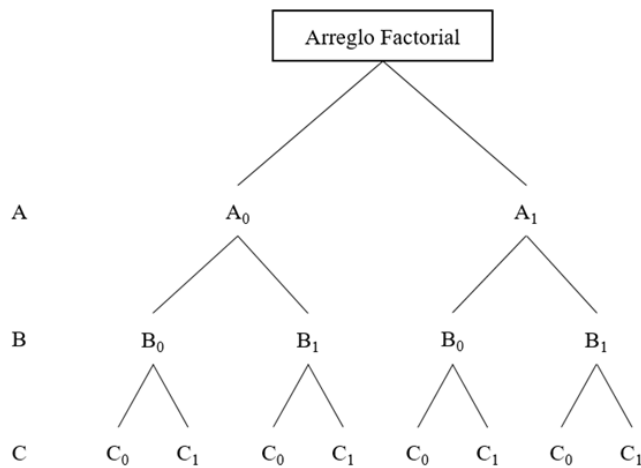 Arreglo Factorial
A A₀ A₁
B B₀ B₁ B₀ B₁
C C₀ C₁ C₀ C₁ C₀ C₁ C₀ C₁